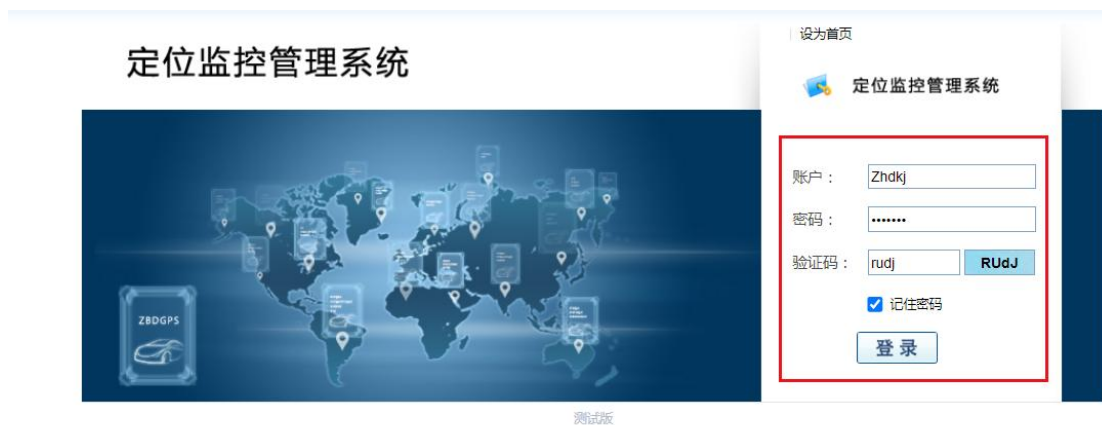 设为首页
定位监控管理系统
定位监控管理系统
账户： Zhdkj
密码： •••••••
验证码： rudj RUdJ
记住密码
登录
ZBDGPS
测试版